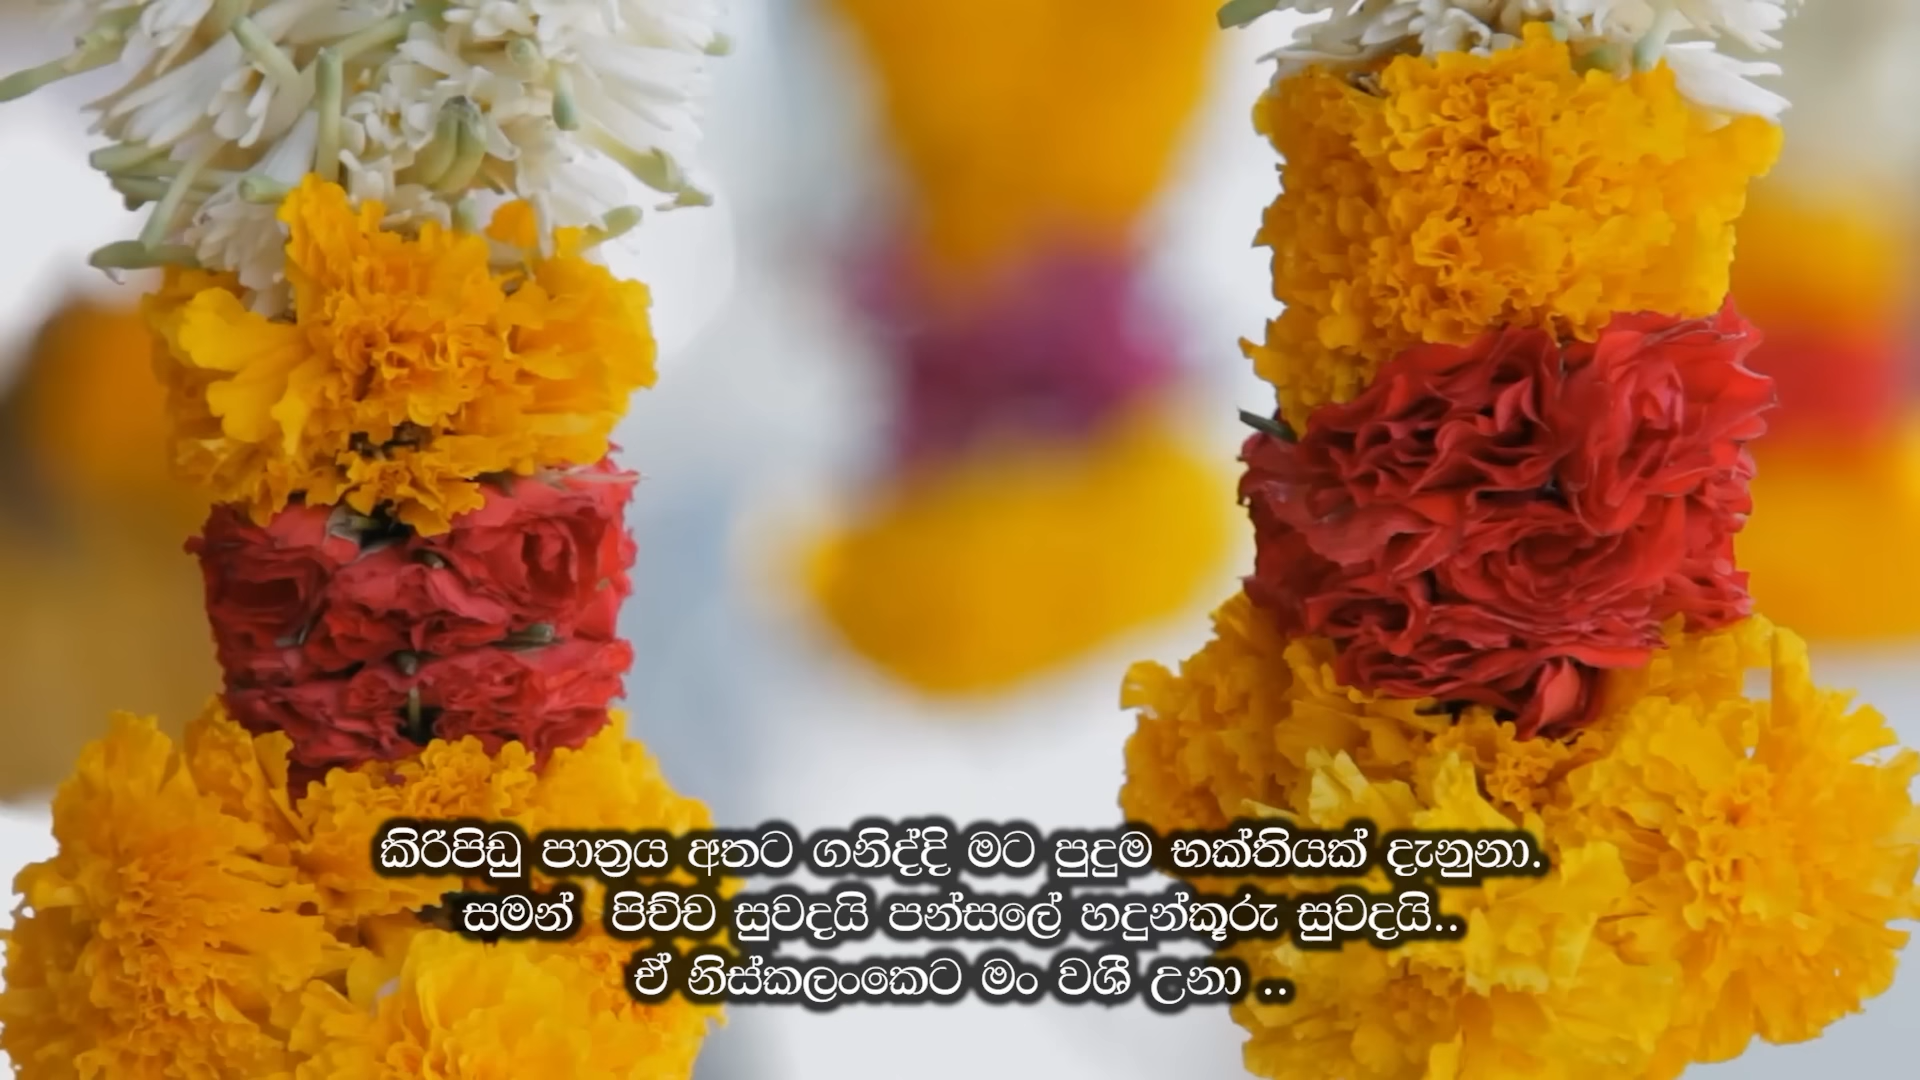 කිරිපිඩු පාත්‍රය අතට ගනිද්දි මට පුදුම භක්තියක් දැනුනා.
සමන්  පිච්ච සුවදයි පන්සලේ හදුන්කූරු සුවදයි..
ඒ නිස්කලංකෙට මං වශී උනා ..